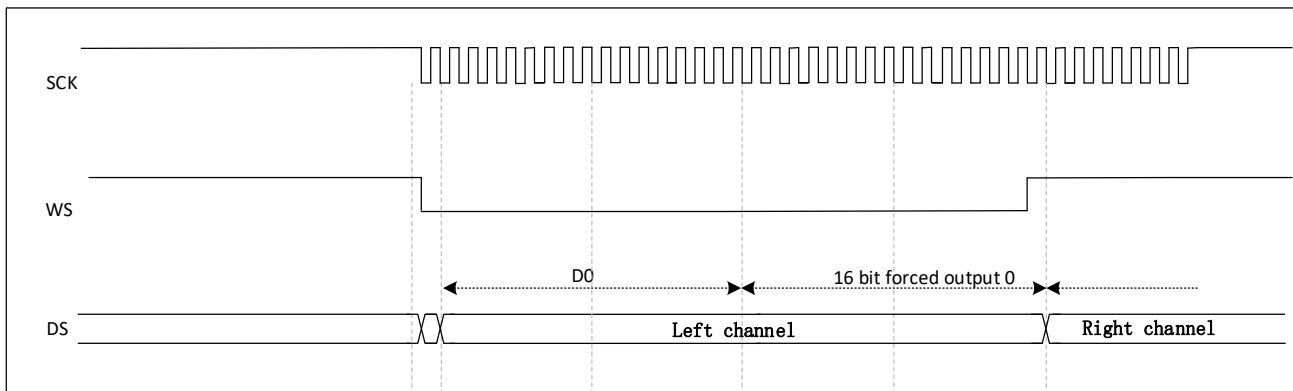 SCK
WS
D0
16 bit forced output 0
DS
Left channel
Right channel